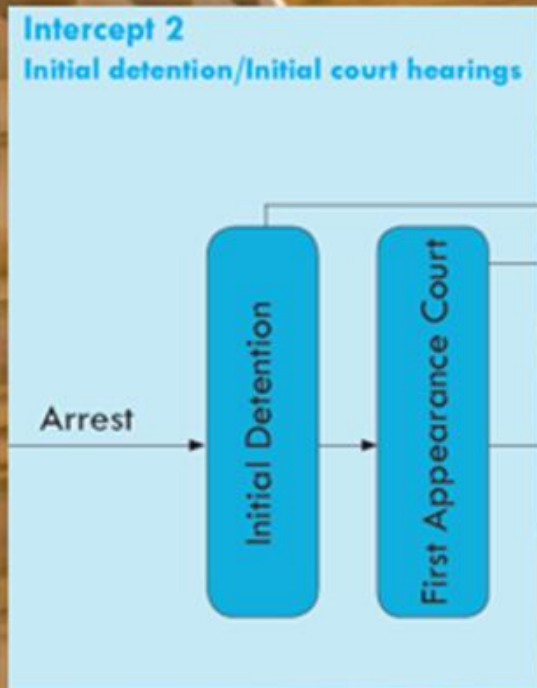 Intercept 2
Initial detention/Initial court hearings
Arrest
Initial Detention
First Appearance Court